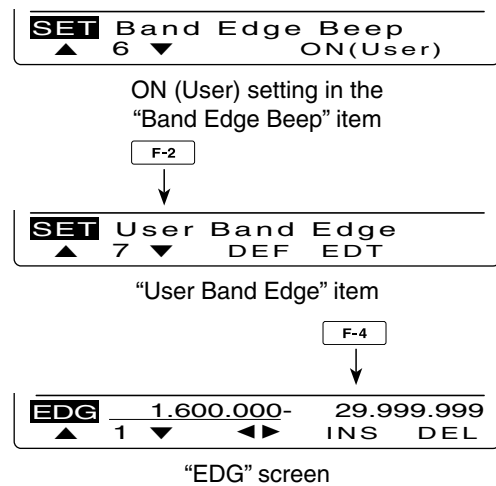 SET Band Edge Beep
▲ 6 ▼ ON(User)
ON (User) setting in the
“Band Edge Beep” item
F-2
SET User Band Edge
▲ 7 ▼ DEF EDT
“User Band Edge” item
F-4
EDG 1.600.000- 29.999.999
▲ 1 ▼ ◀▶ INS DEL
“EDG” screen